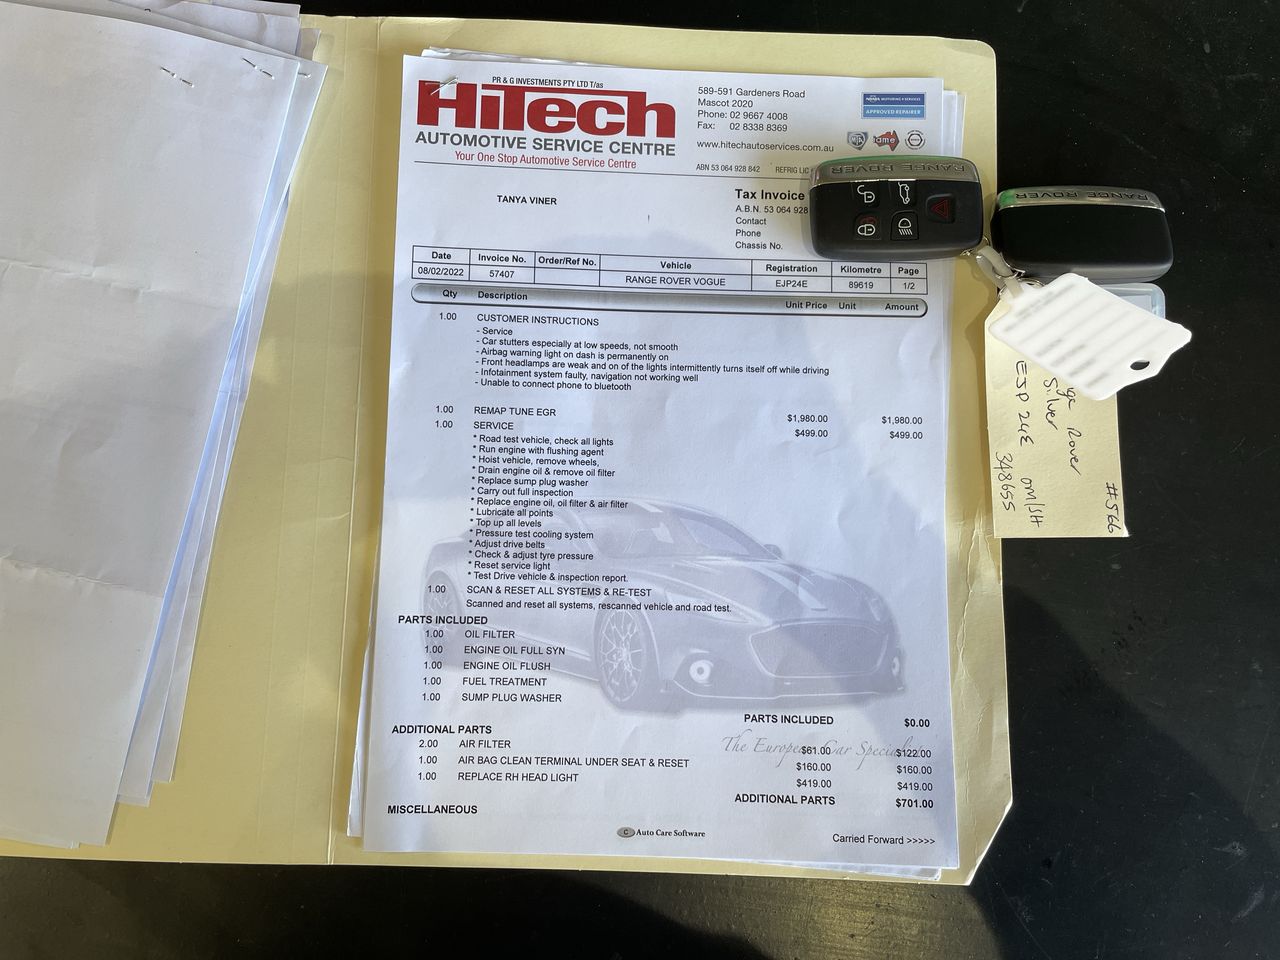 PR & G INVESTMENTS PTY LTD T/as
HiTech
AUTOMOTIVE SERVICE CENTRE
Your One Stop Automotive Service Centre
589-591 Gardeners Road
Mascot 2020
Phone: 02 9667 4008
Fax: 02 8338 8369
www.hitechautoservices.com.au
ABN 53 064 928 842 REFRIG LIC
APPROVED REPAIRER
MTA
ame
TANYA VINER
Tax Invoice
A.B.N. 53 064 928
Contact
Phone
Chassis No.
Date Invoice No. Order/Ref No. Vehicle Registration Kilometre Page
08/02/2022 57407 RANGE ROVER VOGUE EJP24E 89619 1/2
Qty Description Unit Price Unit Amount
1.00 CUSTOMER INSTRUCTIONS
- Service
- Car stutters especially at low speeds, not smooth
- Airbag warning light on dash is permanently on
- Front headlamps are weak and on of the lights intermittently turns itself off while driving
- Infotainment system faulty, navigation not working well
- Unable to connect phone to bluetooth
1.00 REMAP TUNE EGR $1,980.00 $1,980.00
1.00 SERVICE $499.00 $499.00
* Road test vehicle, check all lights
* Run engine with flushing agent
* Hoist vehicle, remove wheels,
* Drain engine oil & remove oil filter
* Replace sump plug washer
* Carry out full inspection
* Replace engine oil, oil filter & air filter
* Lubricate all points
* Top up all levels
* Pressure test cooling system
* Adjust drive belts
* Check & adjust tyre pressure
* Reset service light
* Test Drive vehicle & inspection report.
1.00 SCAN & RESET ALL SYSTEMS & RE-TEST
Scanned and reset all systems, rescanned vehicle and road test.
PARTS INCLUDED
1.00 OIL FILTER
1.00 ENGINE OIL FULL SYN
1.00 ENGINE OIL FLUSH
1.00 FUEL TREATMENT
1.00 SUMP PLUG WASHER
PARTS INCLUDED $0.00
The European Car Specialist
ADDITIONAL PARTS
2.00 AIR FILTER $61.00 $122.00
1.00 AIR BAG CLEAN TERMINAL UNDER SEAT & RESET $160.00 $160.00
1.00 REPLACE RH HEAD LIGHT $419.00 $419.00
ADDITIONAL PARTS $701.00
MISCELLANEOUS
C Auto Care Software
Carried Forward >>>>>
RANGE ROVER
RANGE ROVER
#566
Rover
Silver
EJP 24E OM/SH
348655